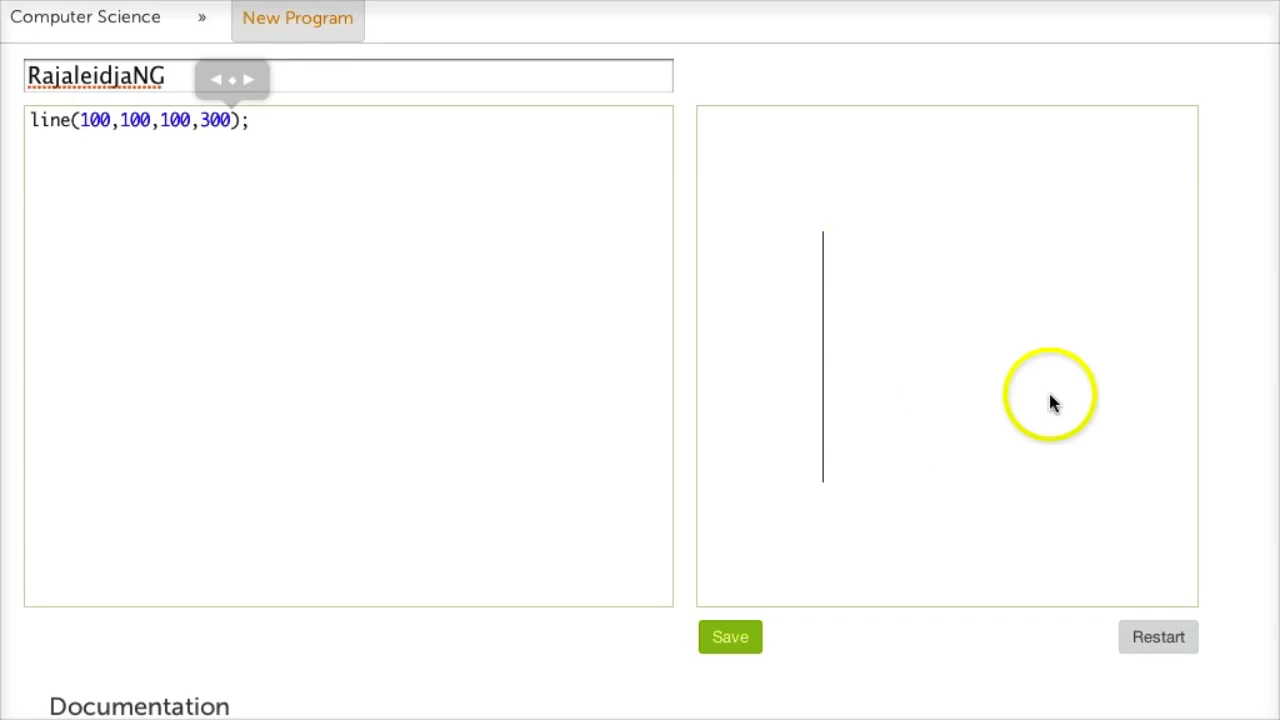 Computer Science » New Program
RajaleidjaNG
line(100,100,100,300);
Save
Restart
Documentation